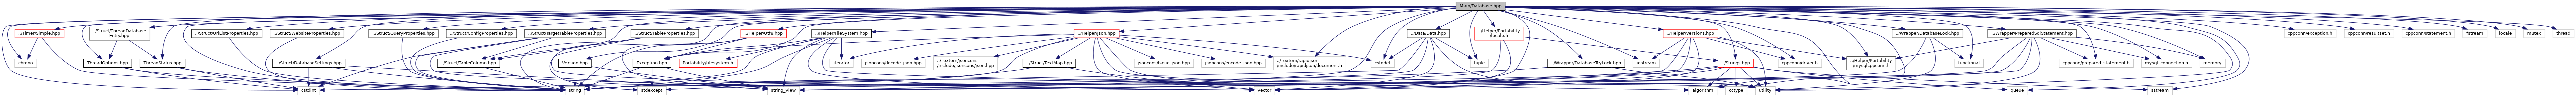 Main/Database.hpp
../Timer/Simple.hpp
../Struct/ThreadDatabase
Entry.hpp
../Struct/UrlListProperties.hpp
../Struct/WebsiteProperties.hpp
../Struct/QueryProperties.hpp
../Struct/ConfigProperties.hpp
../Struct/TargetTableProperties.hpp
../Struct/TableProperties.hpp
../Helper/Utf8.hpp
../Helper/FileSystem.hpp
../Helper/Json.hpp
../Data/Data.hpp
../Helper/Portability
/locale.h
../Helper/Versions.hpp
../Wrapper/DatabaseLock.hpp
../Wrapper/PreparedSqlStatement.hpp
cppconn/exception.h
cppconn/resultset.h
cppconn/statement.h
fstream
locale
mutex
thread
chrono
ThreadOptions.hpp
ThreadStatus.hpp
../Struct/DatabaseSettings.hpp
../Struct/TableColumn.hpp
Version.hpp
Exception.hpp
Portability/filesystem.h
iterator
jsoncons/decode_json.hpp
../_extern/jsoncons
/include/jsoncons/json.hpp
../Struct/TextMap.hpp
jsoncons/basic_json.hpp
jsoncons/encode_json.hpp
../_extern/rapidjson
/include/rapidjson/document.h
cstddef
tuple
../Wrapper/DatabaseTryLock.hpp
iostream
../Strings.hpp
cppconn/driver.h
../Helper/Portability
/mysqlcppconn.h
functional
cppconn/prepared_statement.h
mysql_connection.h
memory
cstdint
string
stdexcept
string_view
vector
algorithm
cctype
utility
queue
sstream